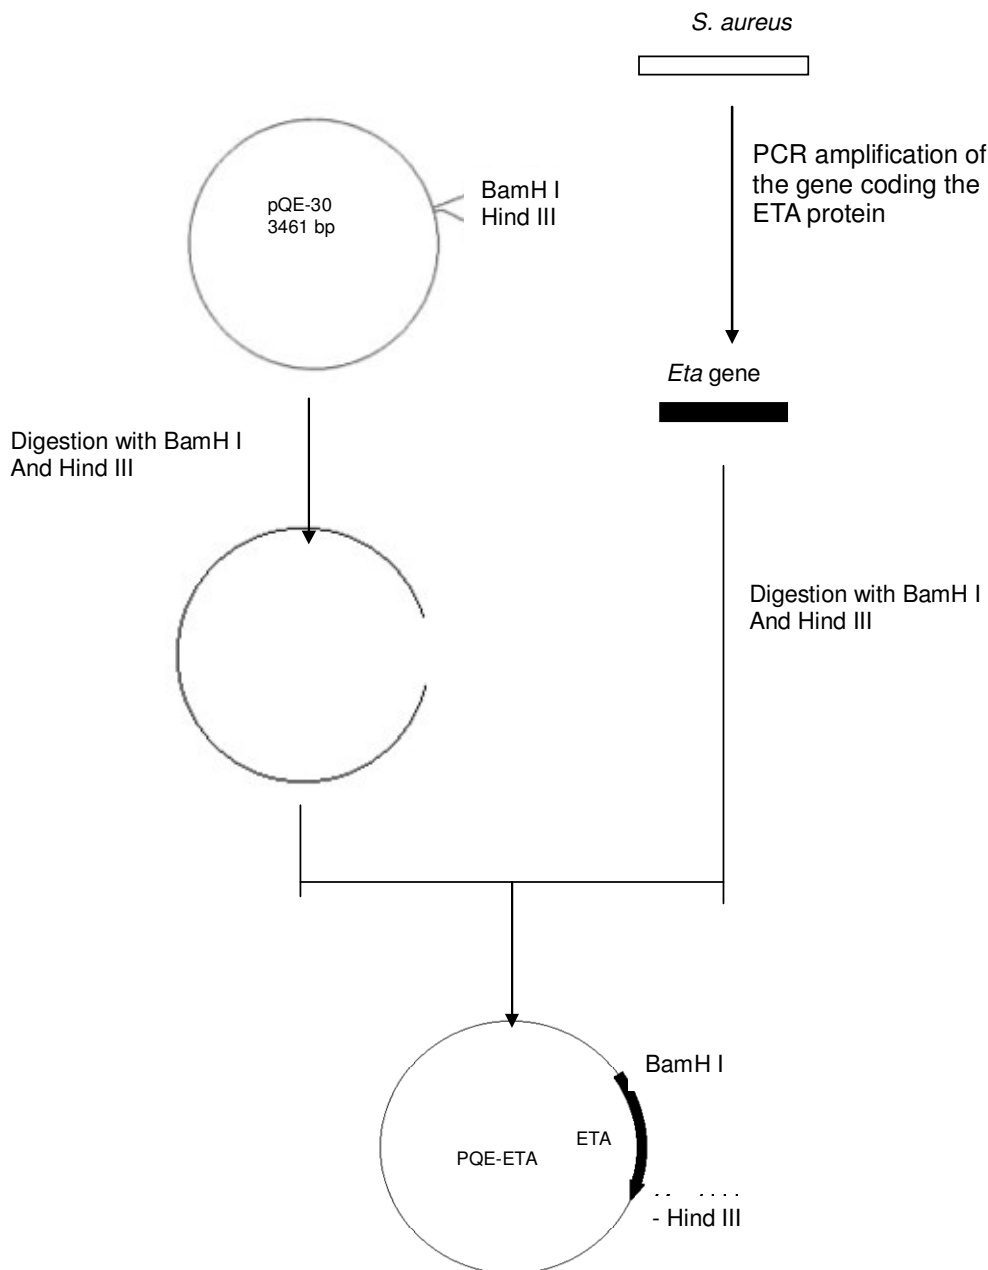 S. aureus
PCR amplification of
the gene coding the
ETA protein
pQE-30
3461 bp
BamH I
Hind III
Eta gene
Digestion with BamH I
And Hind III
Digestion with BamH I
And Hind III
BamH I
ETA
PQE-ETA
- Hind III